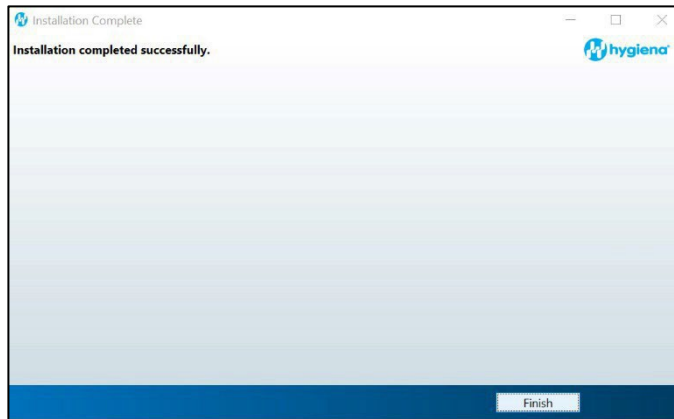 Installation Complete
Installation completed successfully.
hygiena
Finish